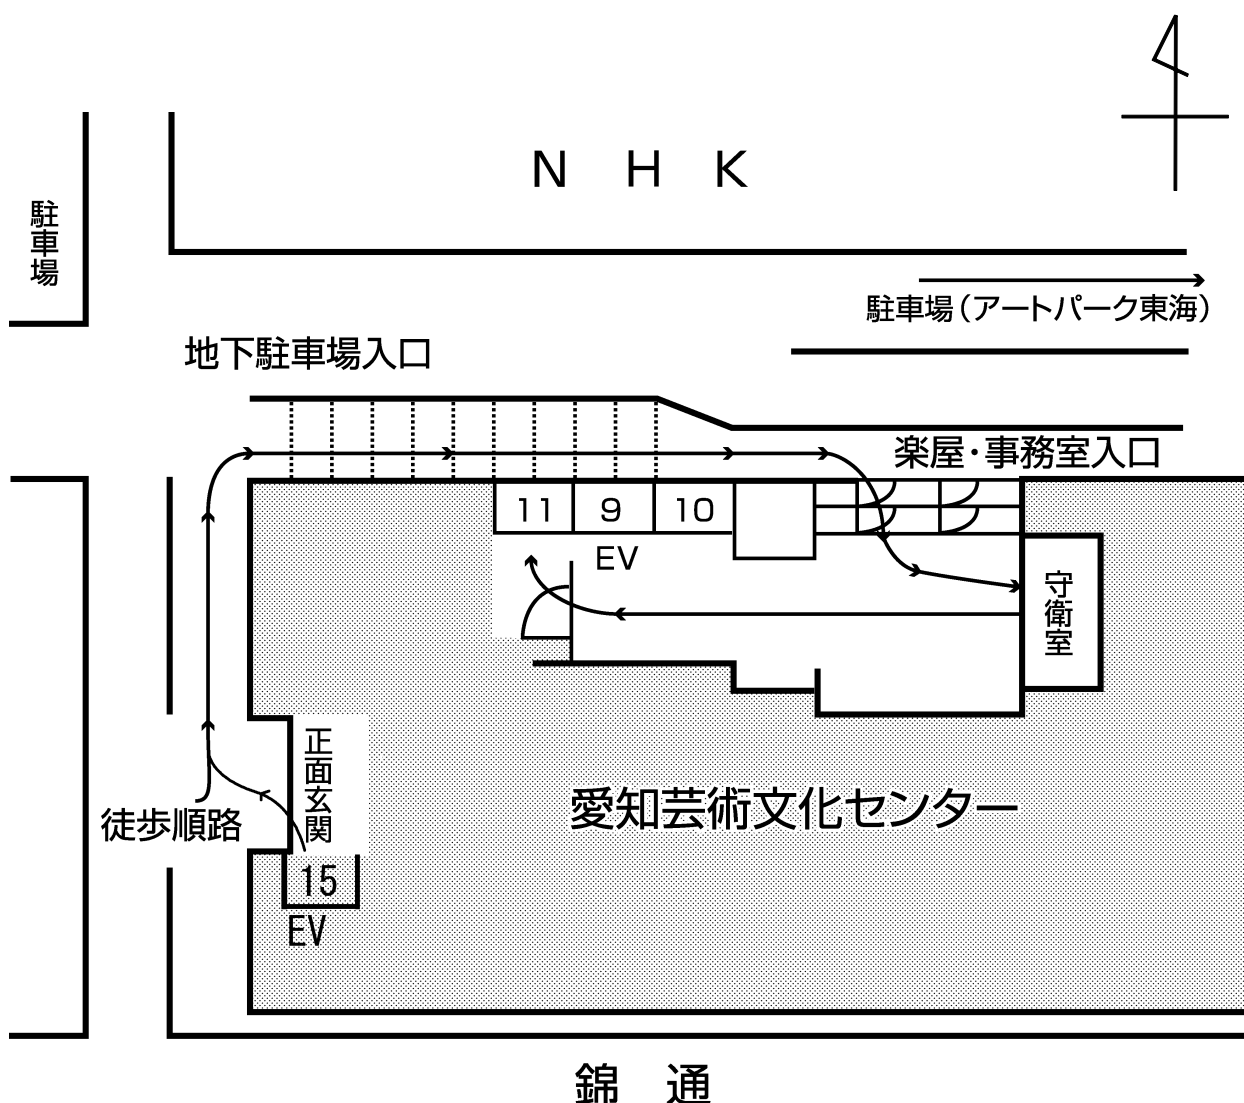 NHK
駐車場
駐車場(アートパーク東海)
地下駐車場入口
楽屋・事務室入口
11 9 10
EV
守衛室
正面玄関
愛知芸術文化センター
徒歩順路
15
EV
錦通